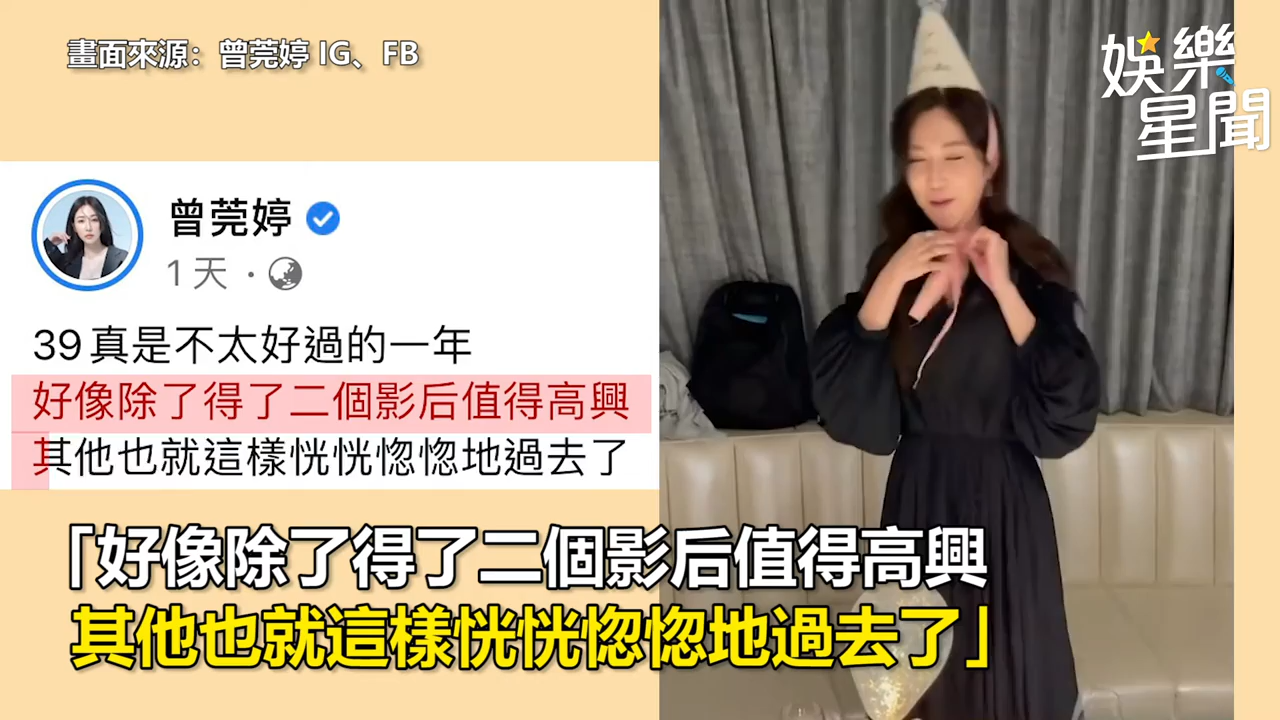 畫面來源：曾莞婷 IG、FB
娛樂
星聞
曾莞婷
1 天
39真是不太好過的一年
好像除了得了二個影后值得高興
其他也就這樣恍恍惚惚地過去了
「好像除了得了二個影后值得高興
其他也就這樣恍恍惚惚地過去了」